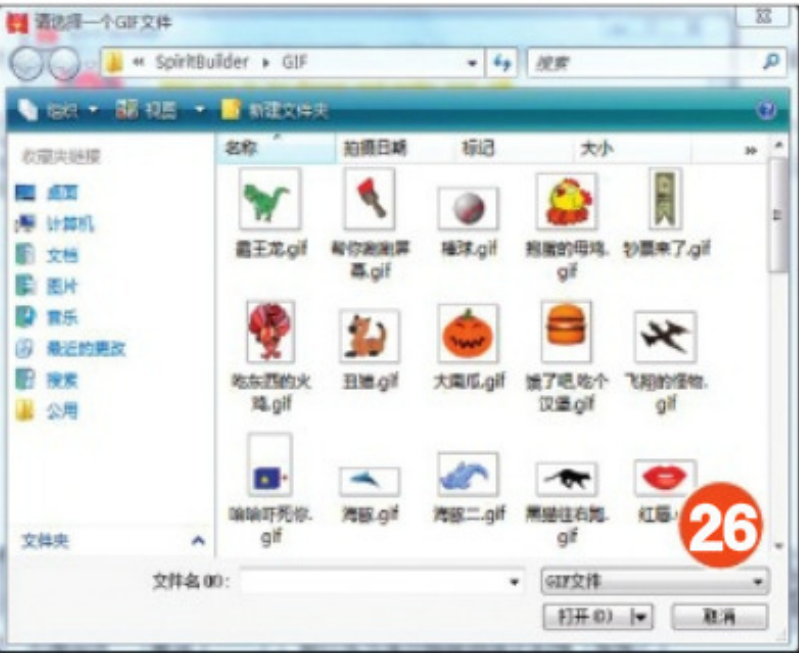 请选择一个GIF文件
« SpiritBuilder ▸ GIF
搜索
组织 视图 新建文件夹
收藏夹链接
名称 拍摄日期 标记 大小 »
桌面
计算机
文档
图片
音乐
最近的更改
搜索
公用
霸王龙.gif
帮你刷刷屏
幕.gif
棒球.gif
抱蛋的母鸡.
gif
钞票来了.gif
吃东西的火
鸡.gif
丑猫.gif
大南瓜.gif
饿了吧,吃个
汉堡.gif
飞翔的怪物.
gif
哈哈吓死你.
gif
海豚.gif
海豚二.gif
黑猫往右跑.
gif
红唇.
26
文件夹
文件名(N):
GIF文件
打开(O)
取消